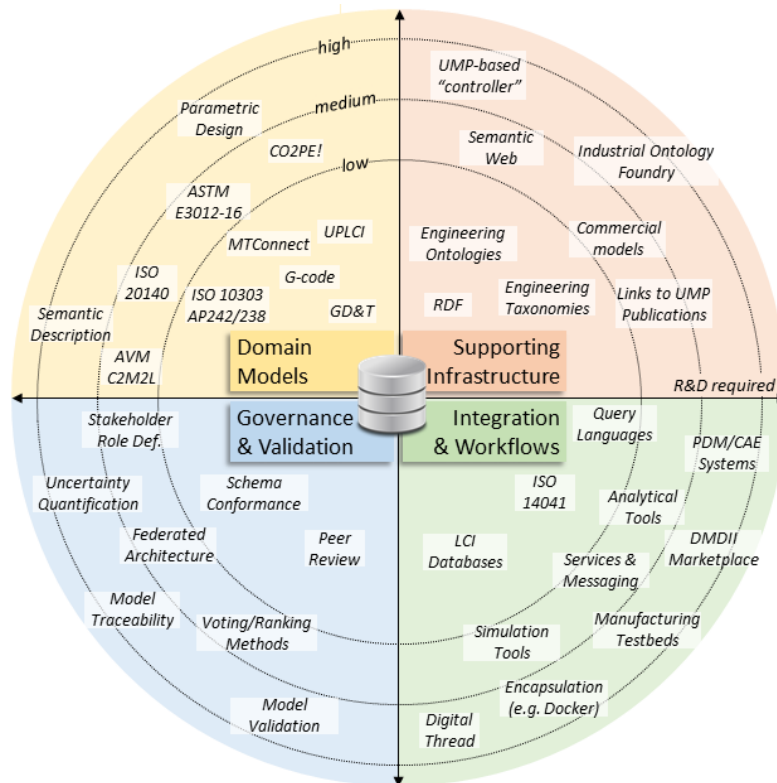 high
UMP-based
“controller”
Parametric
Design
medium
CO2PE!
Semantic
Web
Industrial Ontology
Foundry
low
ASTM
E3012-16
MTConnect
UPLCI
Engineering
Ontologies
Commercial
models
ISO
20140
G-code
ISO 10303
AP242/238
GD&T
RDF
Engineering
Taxonomies
Links to UMP
Publications
Semantic
Description
AVM
C2M2L
Domain
Models
Supporting
Infrastructure
R&D required
Stakeholder
Role Def.
Governance
& Validation
Integration
& Workflows
Query
Languages
PDM/CAE
Systems
Uncertainty
Quantification
Schema
Conformance
ISO
14041
Analytical
Tools
Federated
Architecture
Peer
Review
LCI
Databases
Services &
Messaging
DMDII
Marketplace
Model
Traceability
Voting/Ranking
Methods
Simulation
Tools
Manufacturing
Testbeds
Model
Validation
Encapsulation
(e.g. Docker)
Digital
Thread